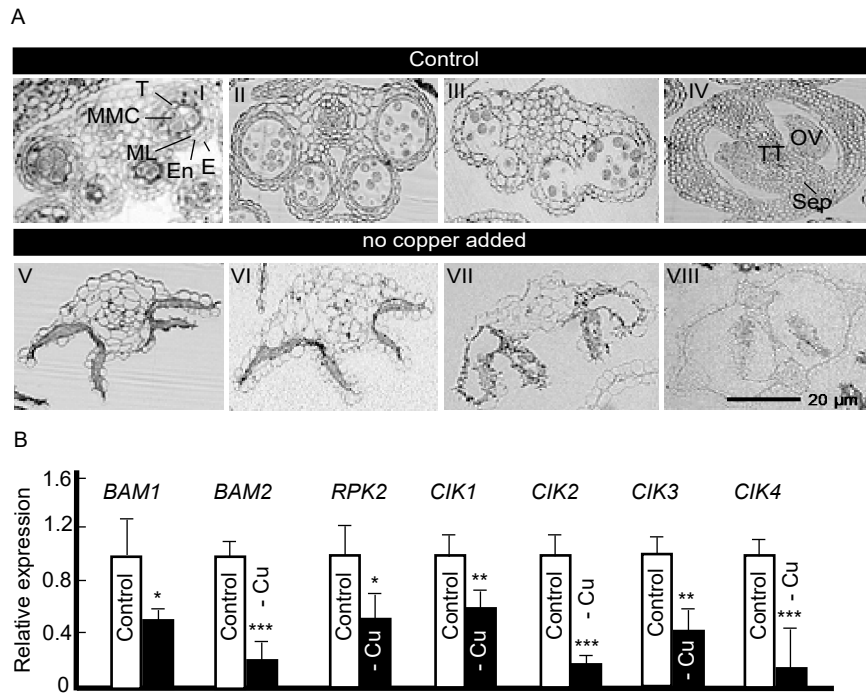 A
Control
I
T
MMC
ML
En
E
II
III
IV
OV
TT
Sep
no copper added
V
VI
VII
VIII
20 µm
B
Relative expression
1.6
1.2
0.8
0.4
0
BAM1 BAM2 RPK2 CIK1 CIK2 CIK3 CIK4
Control
*
Control
***
- Cu
Control
*
- Cu
Control
**
- Cu
Control
***
- Cu
Control
**
- Cu
Control
***
- Cu